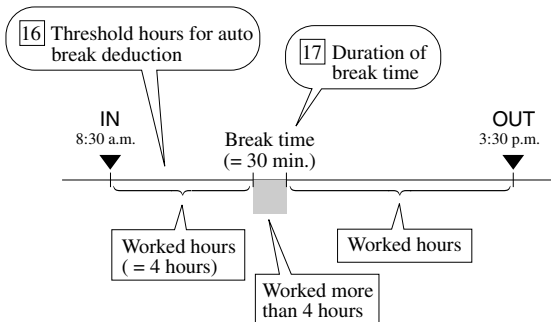 16 Threshold hours for auto
break deduction
17 Duration of
break time
IN
8:30 a.m.
Break time
(= 30 min.)
OUT
3:30 p.m.
Worked hours
( = 4 hours)
Worked more
than 4 hours
Worked hours